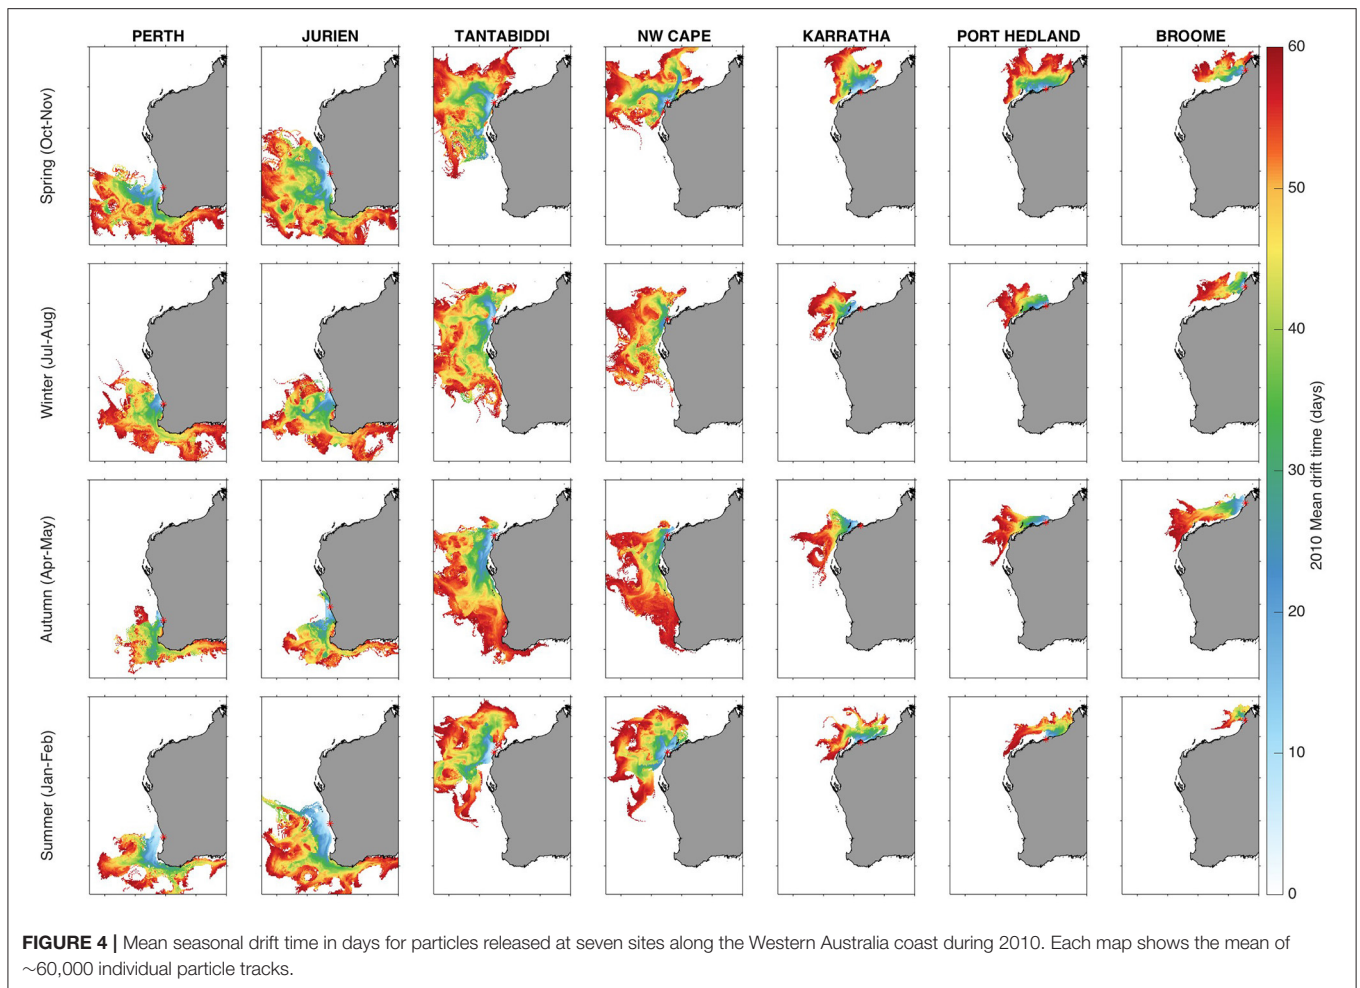 PERTH JURIEN TANTABIDDI NW CAPE KARRATHA PORT HEDLAND BROOME
Spring (Oct-Nov)
Winter (Jul-Aug)
Autumn (Apr-May)
Summer (Jan-Feb)
60
50
40
30
20
10
0
2010 Mean drift time (days)
FIGURE 4 | Mean seasonal drift time in days for particles released at seven sites along the Western Australia coast during 2010. Each map shows the mean of
~60,000 individual particle tracks.